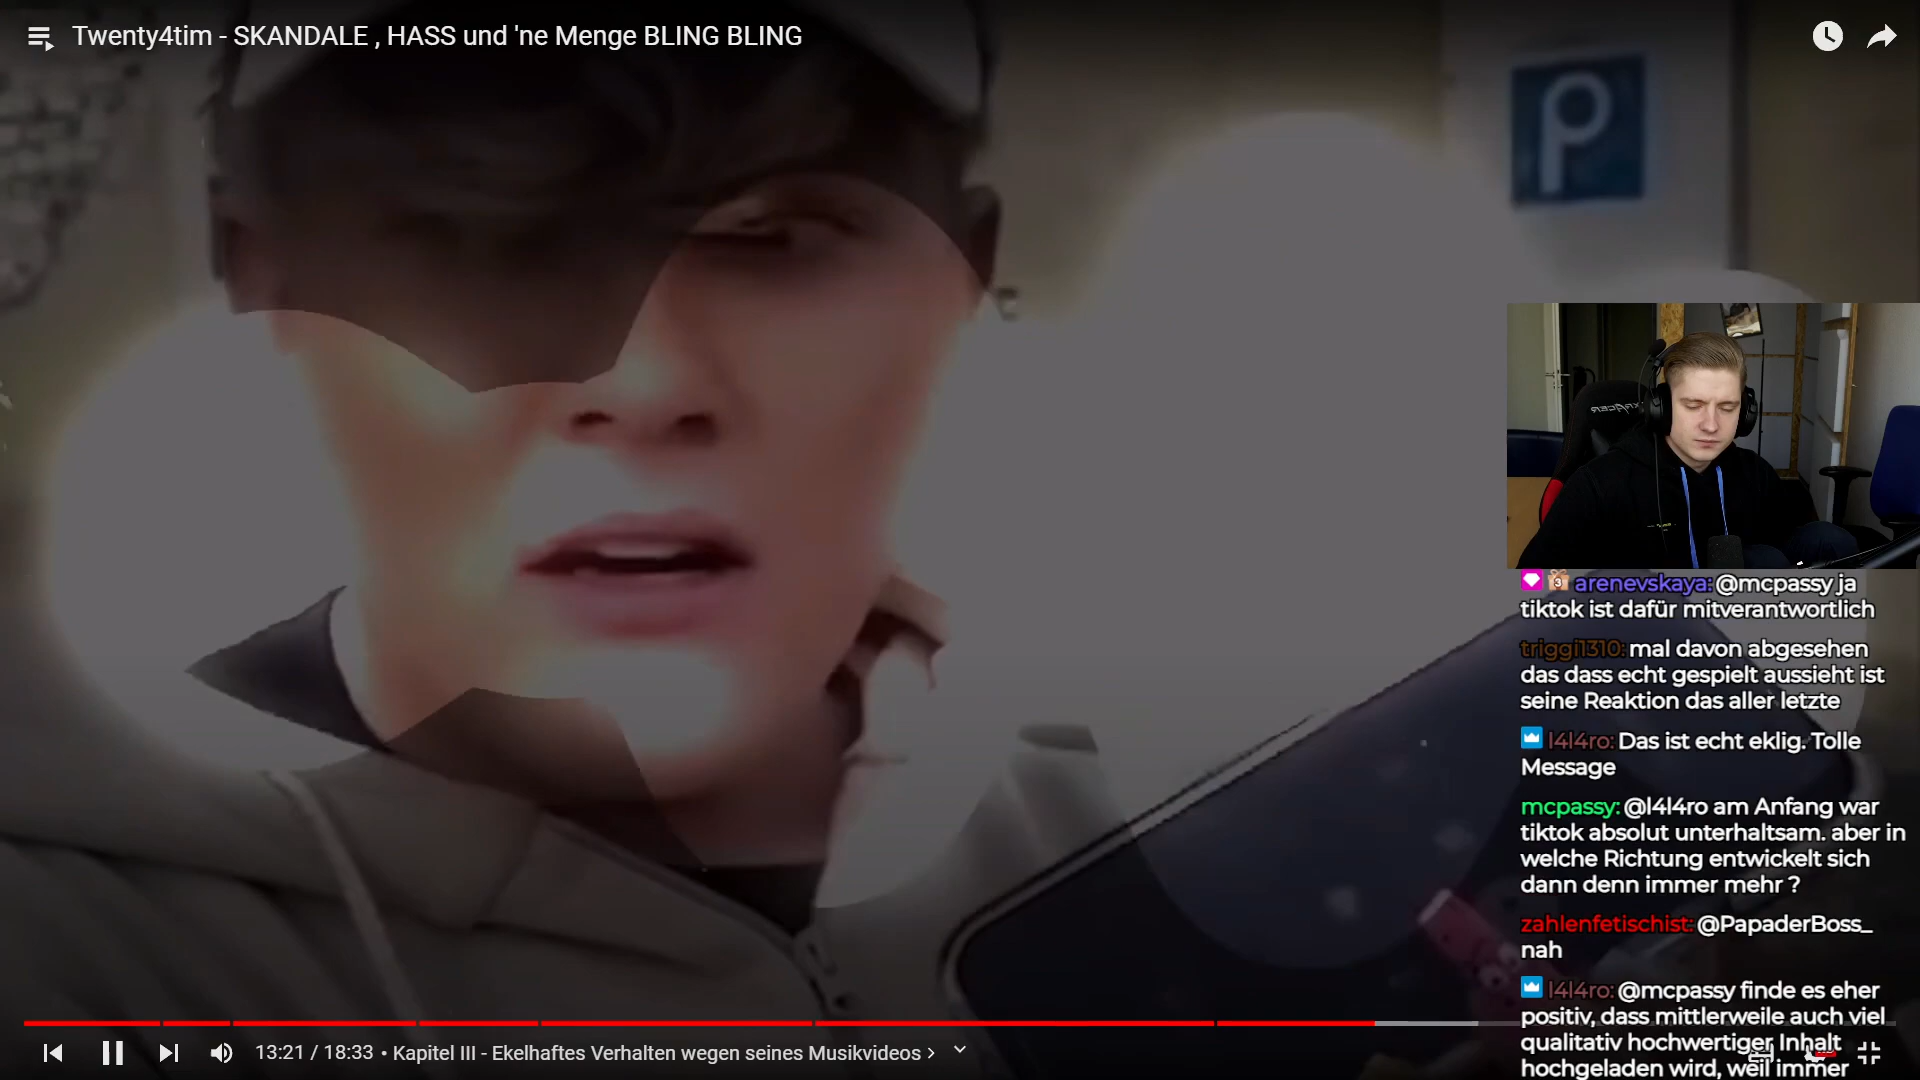 Twenty4tim - SKANDALE , HASS und 'ne Menge BLING BLING
P
arenevskaya: @mcpassy ja
tiktok ist dafür mitverantwortlich
triggi1310: mal davon abgesehen
das dass echt gespielt aussieht ist
seine Reaktion das aller letzte
l4l4ro: Das ist echt eklig. Tolle
Message
mcpassy: @l4l4ro am Anfang war
tiktok absolut unterhaltsam. aber in
welche Richtung entwickelt sich
dann denn immer mehr ?
zahlenfetischist: @PapaderBoss_
nah
l4l4ro: @mcpassy finde es eher
positiv, dass mittlerweile auch viel
qualitativ hochwertiger Inhalt
hochgeladen wird, weil immer
13:21 / 18:33 • Kapitel III - Ekelhaftes Verhalten wegen seines Musikvideos